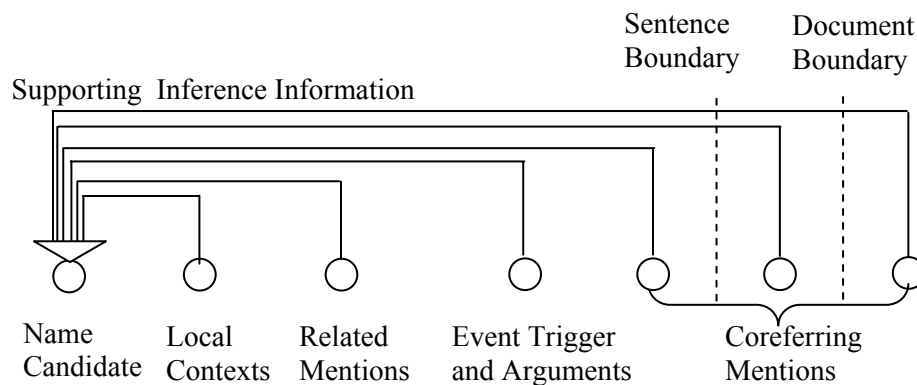 Sentence Boundary
Document Boundary
Supporting Inference Information
Name Candidate
Local Contexts
Related Mentions
Event Trigger and Arguments
Coreferring Mentions